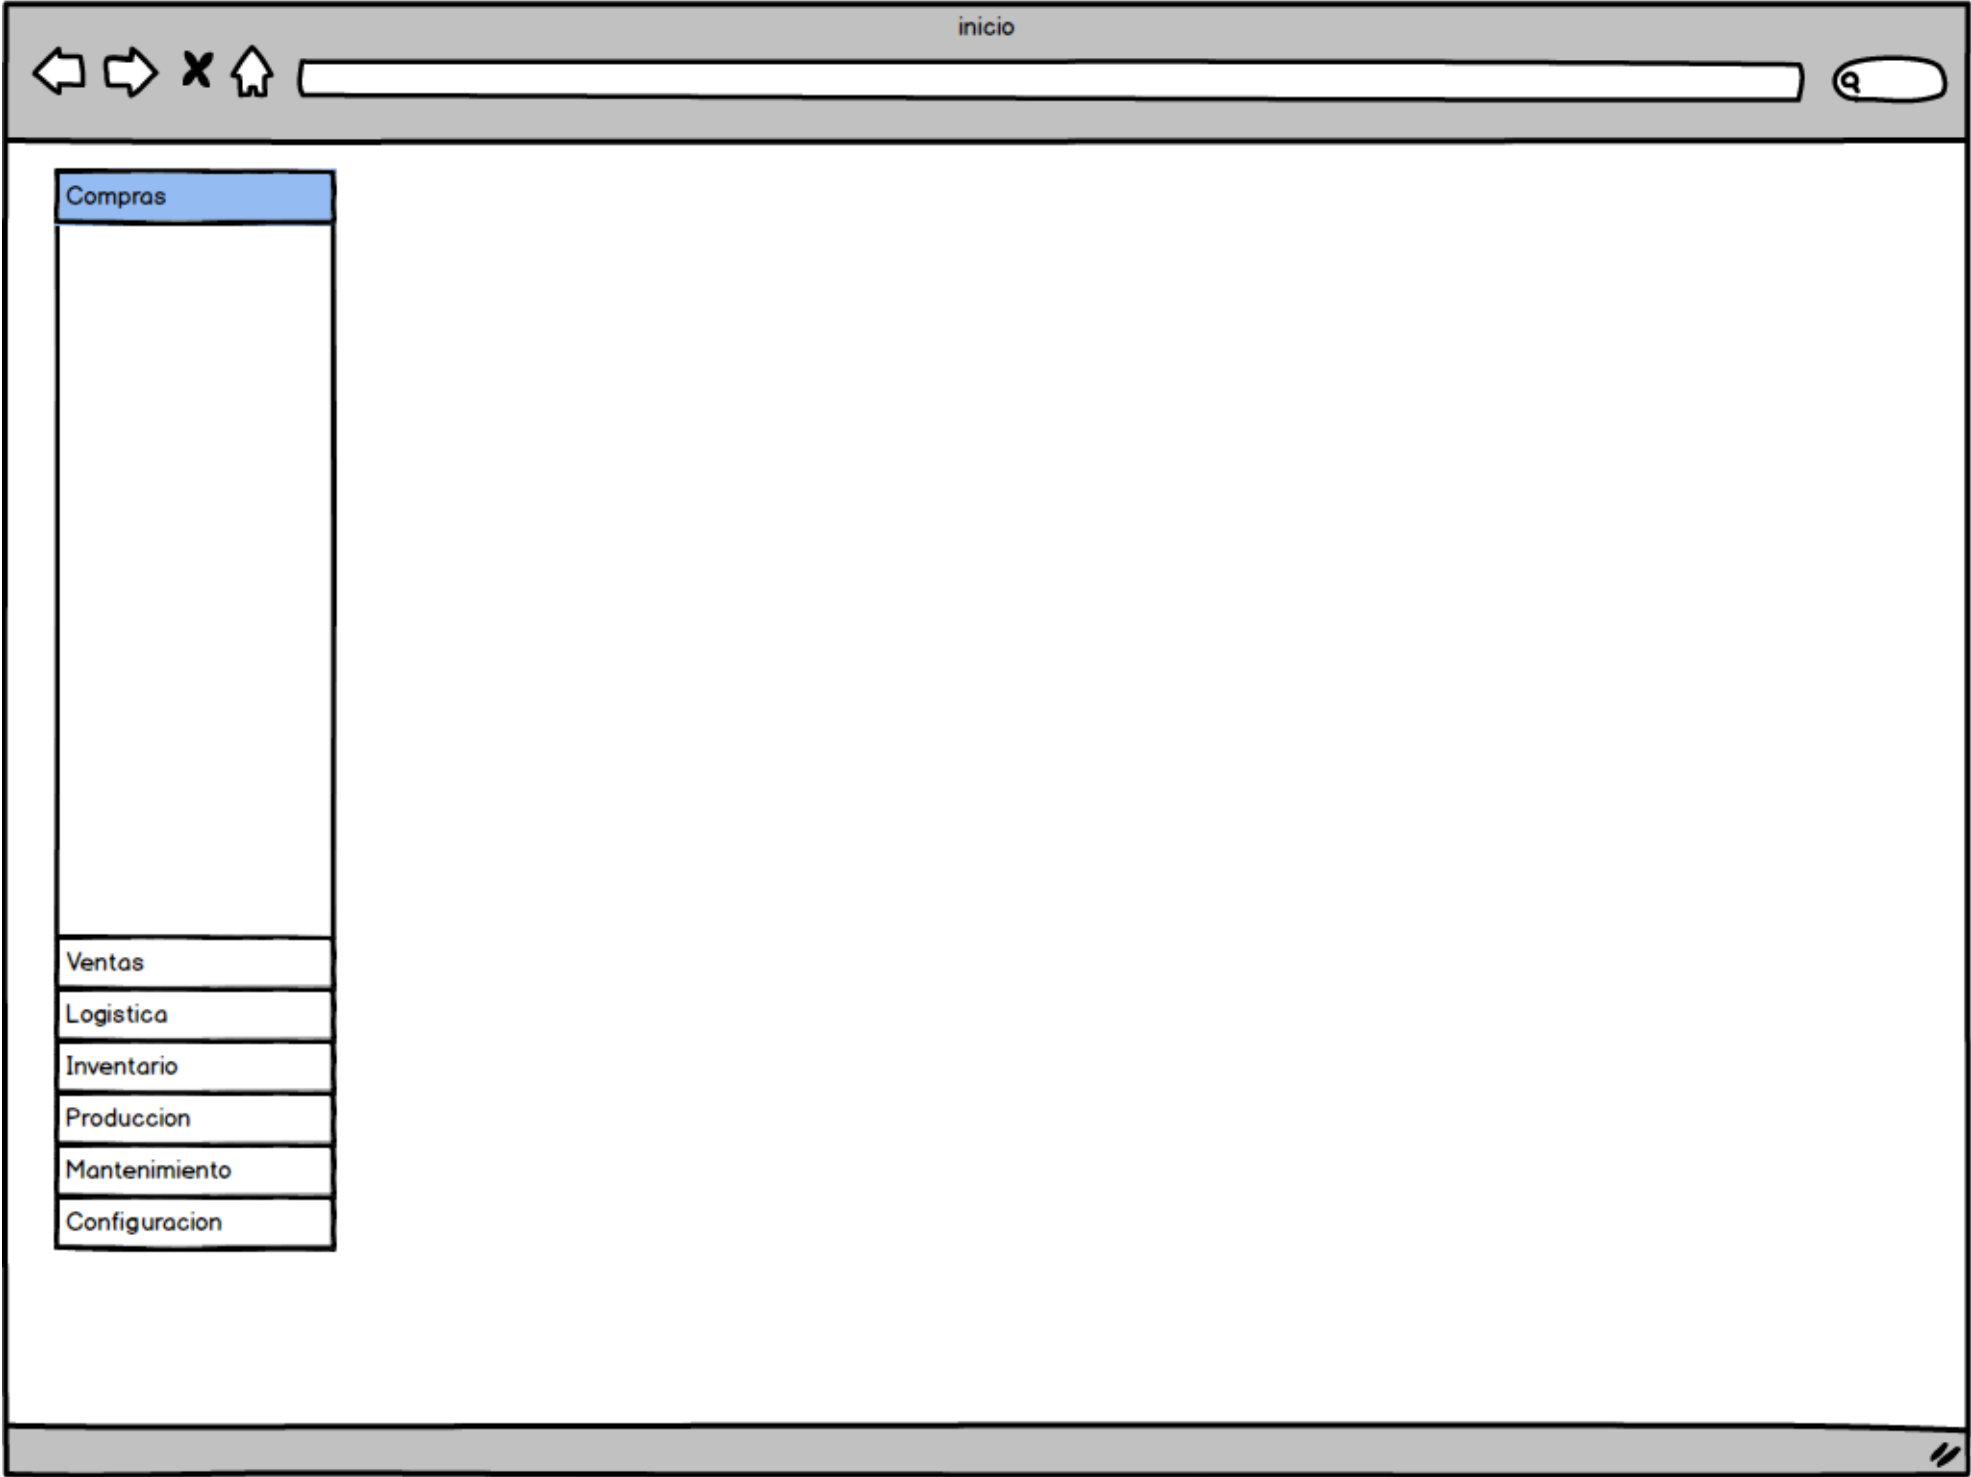 inicio
Compras
Ventas
Logistica
Inventario
Produccion
Mantenimiento
Configuracion